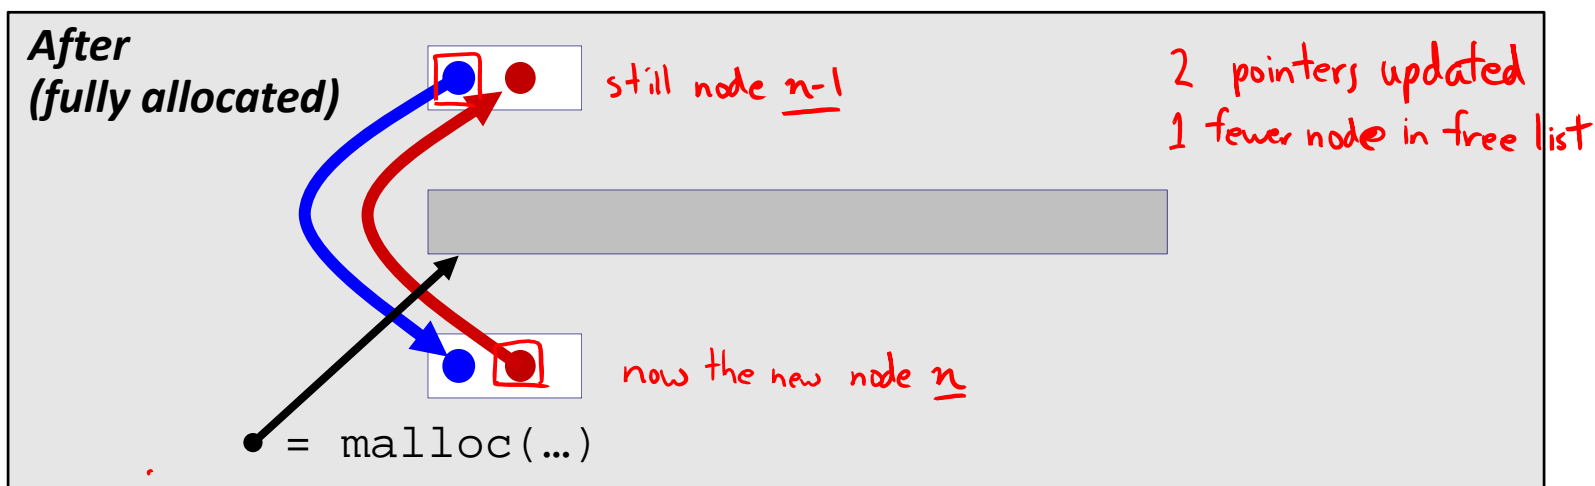 After
(fully allocated)
still node n-1
2 pointers updated
1 fewer node in free list
now the new node n
= malloc(…)